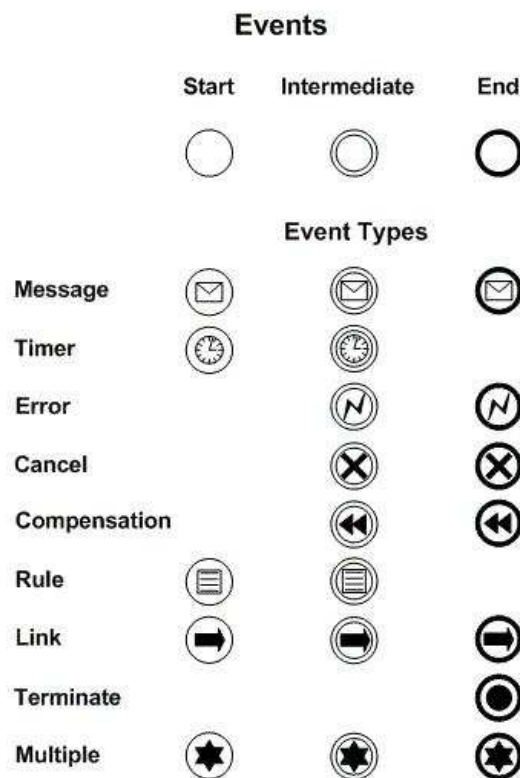 Events
Start Intermediate End
Event Types
Message
Timer
Error
Cancel
Compensation
Rule
Link
Terminate
Multiple